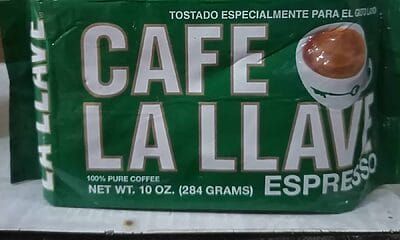 TOSTADO ESPECIALMENTE PARA EL GUSTO LATINO
CAFE
LA LLAVE
LA LLAVE
100% PURE COFFEE
NET WT. 10 OZ. (284 GRAMS)
ESPRESSO